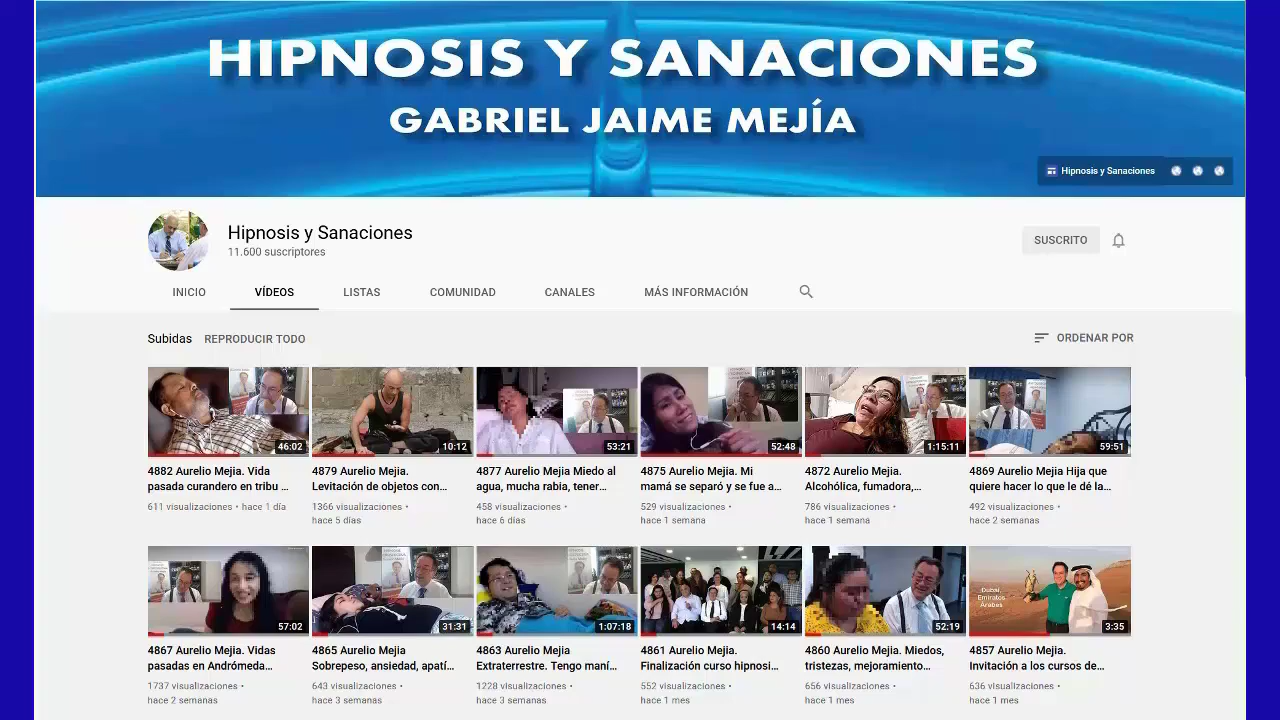 HIPNOSIS Y SANACIONES
GABRIEL JAIME MEJÍA
Hipnosis y Sanaciones
Hipnosis y Sanaciones
11.600 suscriptores
SUSCRITO
INICIO VÍDEOS LISTAS COMUNIDAD CANALES MÁS INFORMACIÓN
Subidas REPRODUCIR TODO ORDENAR POR
46:02
4882 Aurelio Mejia. Vida
pasada curandero en tribu ...
611 visualizaciones • hace 1 día
10:12
4879 Aurelio Mejia.
Levitación de objetos con...
1366 visualizaciones •
hace 5 días
53:21
4877 Aurelio Mejia Miedo al
agua, mucha rabia, tener...
458 visualizaciones •
hace 6 días
52:48
4875 Aurelio Mejia. Mi
mamá se separó y se fue a...
529 visualizaciones •
hace 1 semana
1:15:11
4872 Aurelio Mejia.
Alcohólica, fumadora,...
786 visualizaciones •
hace 1 semana
59:51
4869 Aurelio Mejia Hija que
quiere hacer lo que le dé la...
492 visualizaciones •
hace 2 semanas
57:02
4867 Aurelio Mejia. Vidas
pasadas en Andrómeda...
1737 visualizaciones •
hace 2 semanas
31:31
4865 Aurelio Mejia
Sobrepeso, ansiedad, apatí...
643 visualizaciones •
hace 3 semanas
1:07:18
4863 Aurelio Mejia
Extraterrestre. Tengo maní...
1228 visualizaciones •
hace 3 semanas
14:14
4861 Aurelio Mejia.
Finalización curso hipnosi...
552 visualizaciones •
hace 1 mes
52:19
4860 Aurelio Mejia. Miedos,
tristezas, mejoramiento...
656 visualizaciones •
hace 1 mes
Dubai,
Emiratos
Árabes
3:35
4857 Aurelio Mejia.
Invitación a los cursos de...
636 visualizaciones •
hace 1 mes